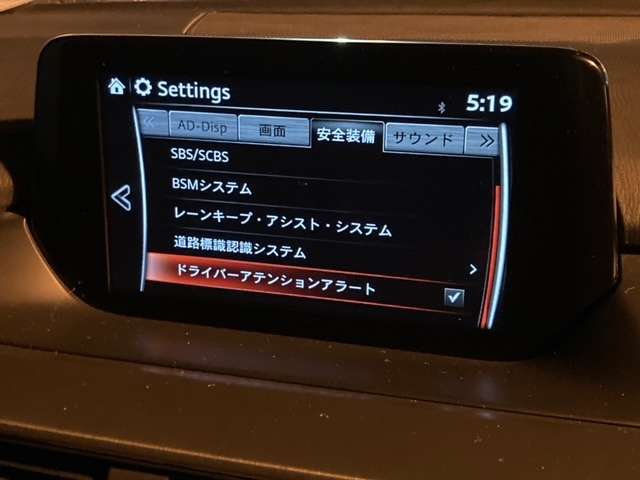 Settings
5:19
AD-Disp 画面 安全装備 サウンド
SBS/SCBS
BSMシステム
レーンキープ・アシスト・システム
道路標識認識システム
ドライバーアテンションアラート